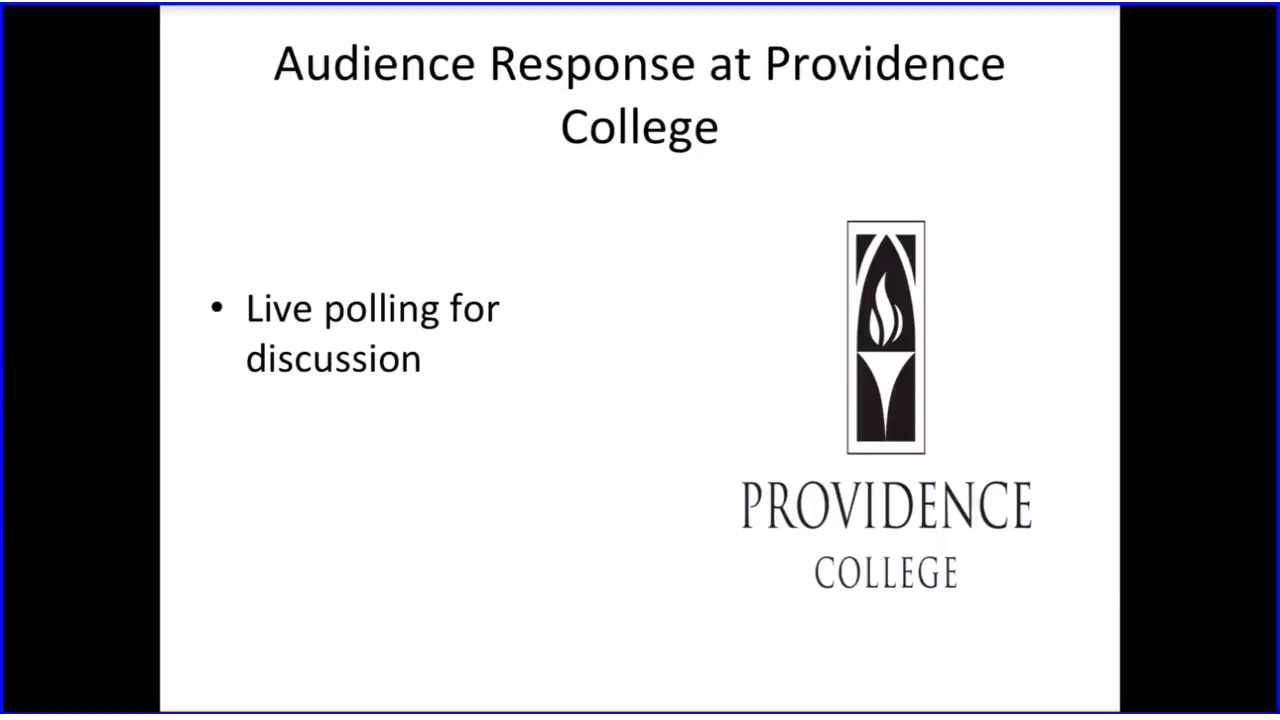 Audience Response at Providence
College
• Live polling for
discussion
PROVIDENCE
COLLEGE